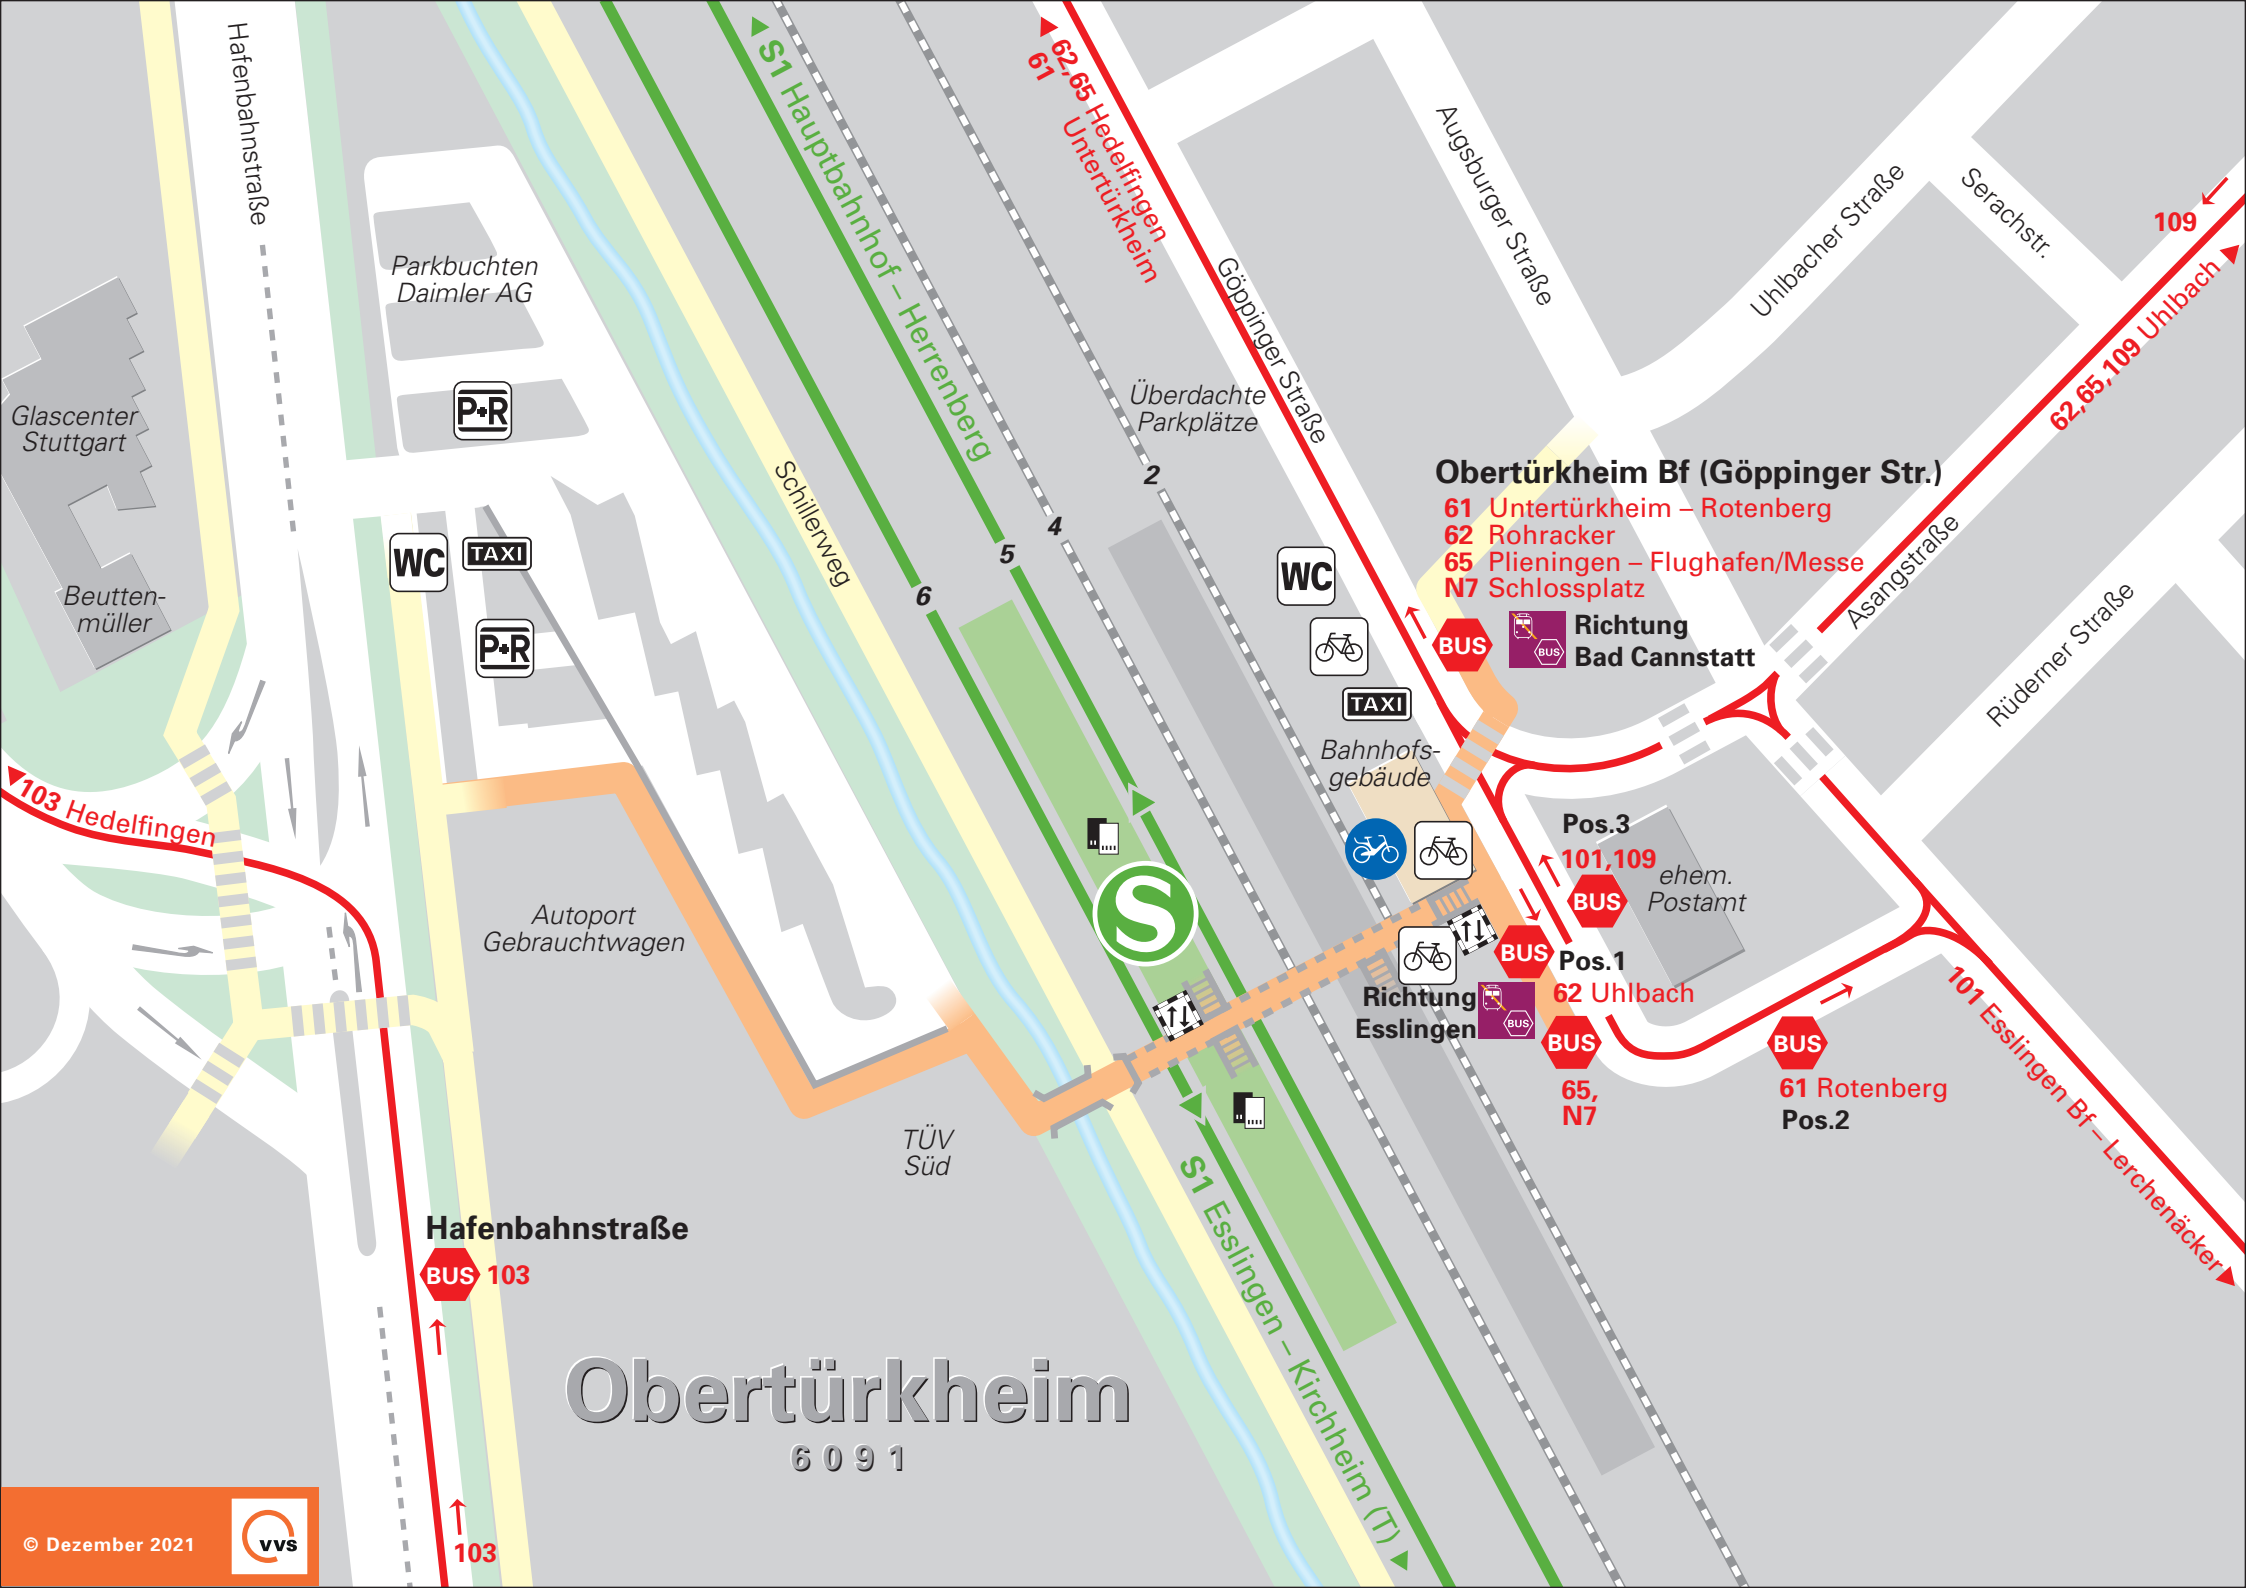 Hafenbahnstraße
S1 Hauptbahnhof – Herrenberg
62,65 Hedelfingen
61 Untertürkheim
Augsburger Straße
Uhlbacher Straße
Serachstr.
109
62,65,109 Uhlbach
Göppinger Straße
Parkbuchten
Daimler AG
P+R
Glascenter
Stuttgart
Beutten-
müller
WC
TAXI
P+R
Schillerweg
6
5
4
2
Überdachte
Parkplätze
Obertürkheim Bf (Göppinger Str.)
61 Untertürkheim – Rotenberg
62 Rohracker
65 Plieningen – Flughafen/Messe
N7 Schlossplatz
BUS
BUS
Richtung
Bad Cannstatt
Asangstraße
Rüderner Straße
WC
TAXI
Bahnhofs-
gebäude
103 Hedelfingen
Autoport
Gebrauchtwagen
S
Pos.3
101,109
BUS
ehem.
Postamt
BUS
Pos.1
62 Uhlbach
Richtung
Esslingen
BUS
BUS
65,
N7
BUS
61 Rotenberg
Pos.2
101 Esslingen Bf – Lerchenäcker
TÜV
Süd
S1 Esslingen – Kirchheim (T)
Hafenbahnstraße
BUS 103
Obertürkheim
6091
103
© Dezember 2021
vvs